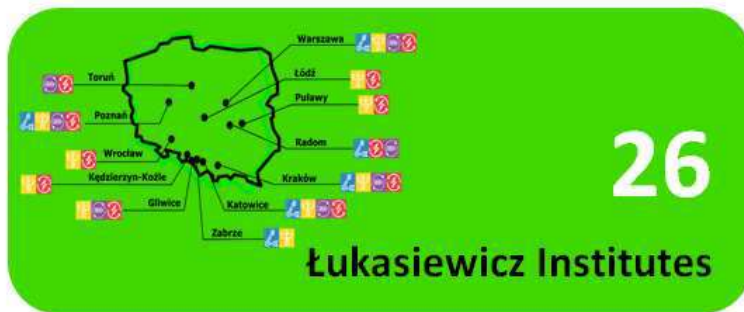 Warszawa
Łódź
Toruń
Puławy
Poznań
Radom
Wrocław
Kędzierzyn-Koźle
Kraków
Gliwice
Katowice
Zabrze
26
Łukasiewicz Institutes